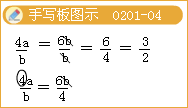 手写板图示 0201-04
4a/b = 6b/b = 6/4 = 3/2
4a/b = 6b/4